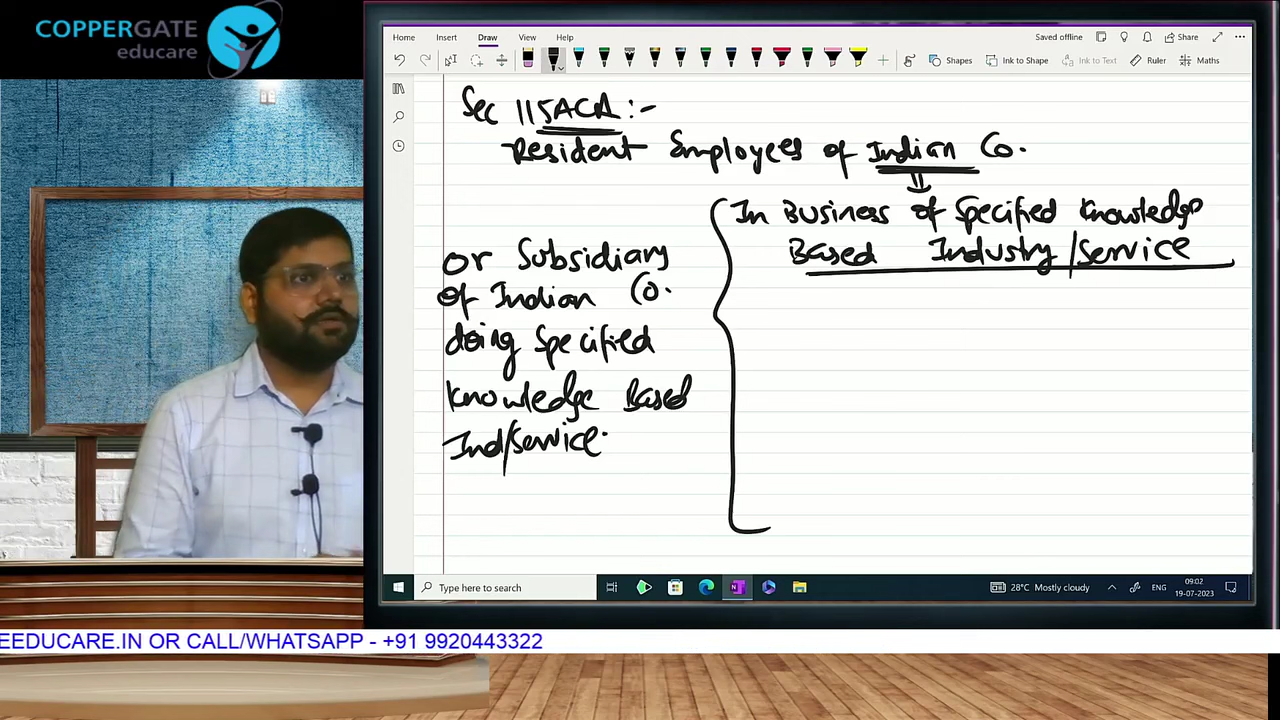 COPPERGATE
educare
Home Insert Draw View Help
Saved offline
Share
Shapes
Ink to Shape
Ink to Text
Ruler
Maths
Sec 115ACA:-
Resident Employees of Indian Co.
In Business of Specified Knowledge
Based Industry/Service
or Subsidiary
of Indian Co.
doing Specified
Knowledge Based
Ind/Service.
Type here to search
28°C Mostly cloudy
ENG
09:02
19-07-2023
EEDUCARE.IN OR CALL/WHATSAPP - +91 9920443322